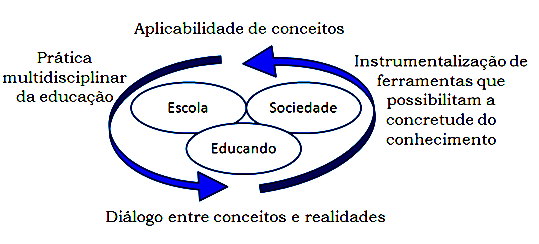 Aplicabilidade de conceitos
Prática
multidisciplinar
da educação
Instrumentalização de
ferramentas que
possibilitam a
concretude do
conhecimento
Escola
Sociedade
Educando
Diálogo entre conceitos e realidades